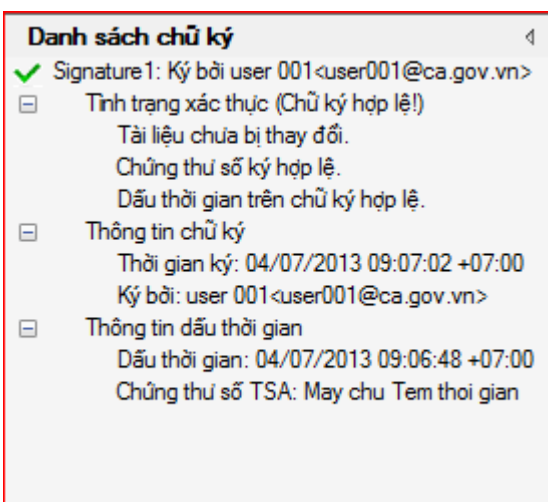 Danh sách chữ ký
Signature1: Ký bởi user 001<user001@ca.gov.vn>
Tình trạng xác thực (Chữ ký hợp lệ!)
Tài liệu chưa bị thay đổi.
Chứng thư số ký hợp lệ.
Dấu thời gian trên chữ ký hợp lệ.
Thông tin chữ ký
Thời gian ký: 04/07/2013 09:07:02 +07:00
Ký bởi: user 001<user001@ca.gov.vn>
Thông tin dấu thời gian
Dấu thời gian: 04/07/2013 09:06:48 +07:00
Chứng thư số TSA: May chu Tem thoi gian